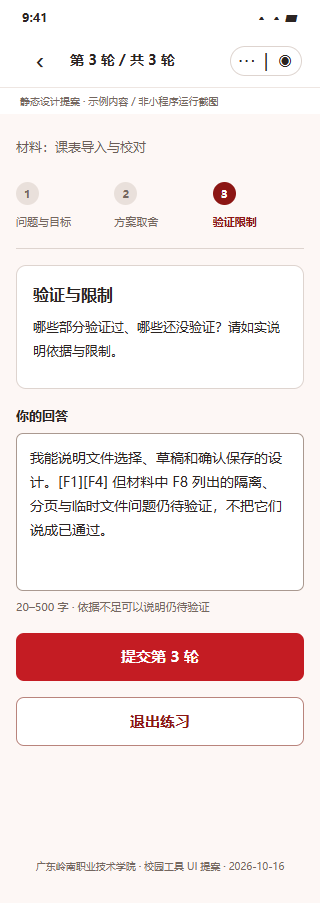 9:41
第 3 轮 / 共 3 轮
静态设计提案 · 示例内容 / 非小程序运行截图
材料：课表导入与校对
1
2
3
问题与目标
方案取舍
验证限制
验证与限制
哪些部分验证过、哪些还没验证？请如实说
明依据与限制。
你的回答
我能说明文件选择、草稿和确认保存的设
计。[F1][F4] 但材料中 F8 列出的隔离、
分页与临时文件问题仍待验证，不把它们
说成已通过。
20–500 字 · 依据不足可以说明仍待验证
提交第 3 轮
退出练习
广东岭南职业技术学院 · 校园工具 UI 提案 · 2026-10-16